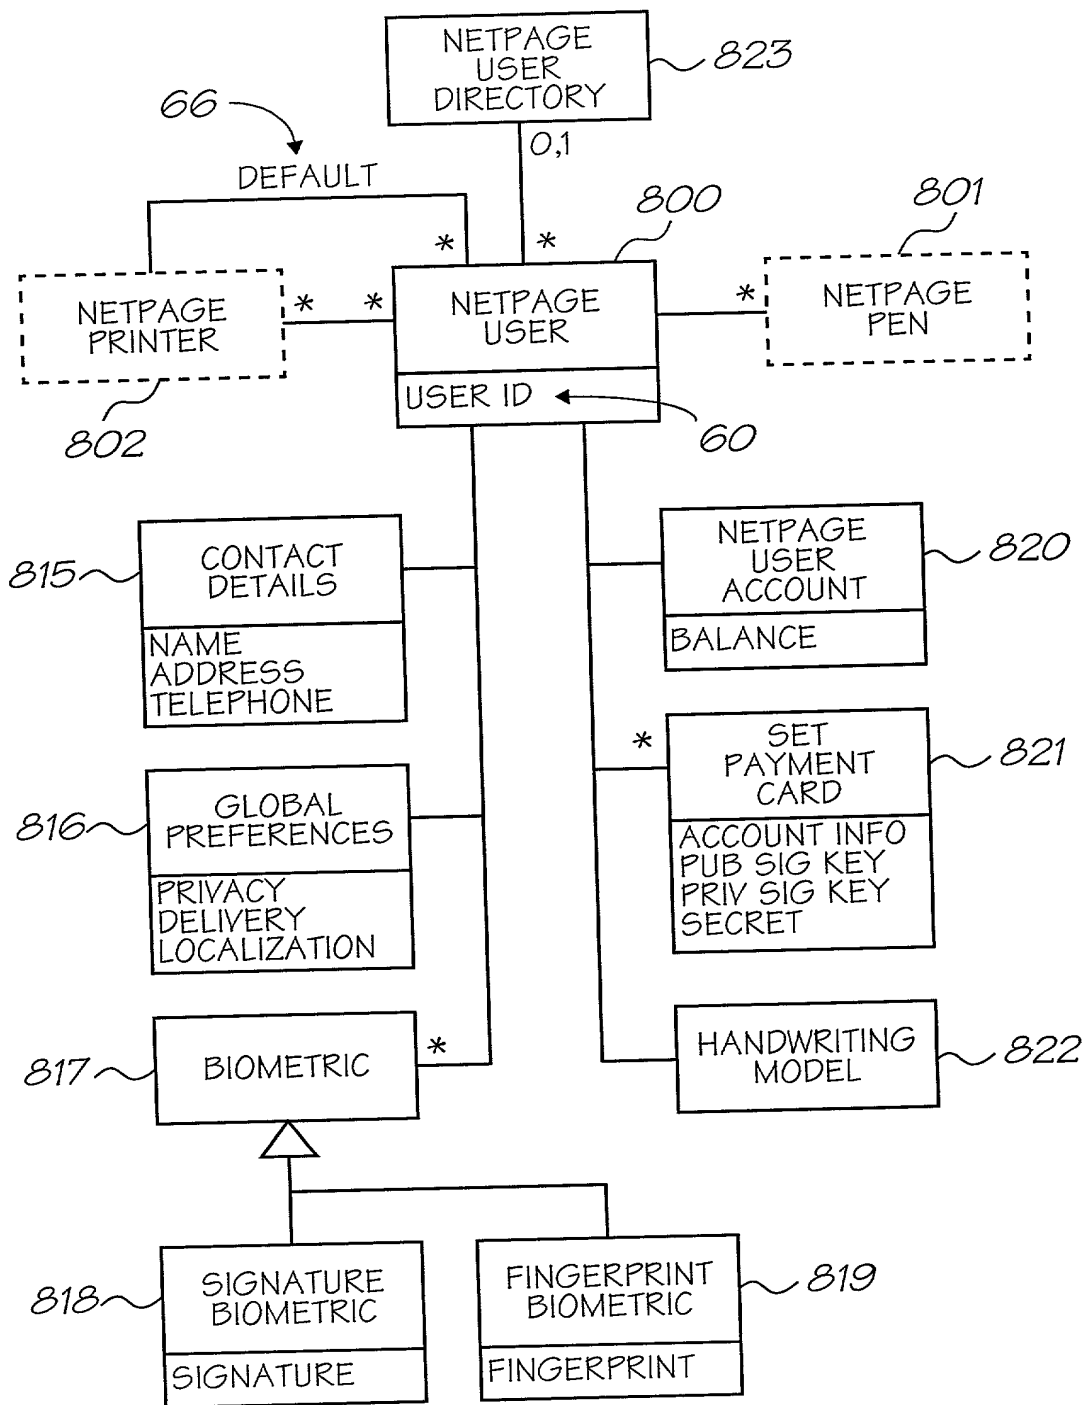 NETPAGE
USER
DIRECTORY
823
0,1
66
DEFAULT
*
*
800
801
NETPAGE
PRINTER
*
*
802
NETPAGE
USER
USER ID
60
*
NETPAGE
PEN
815
CONTACT
DETAILS
NAME
ADDRESS
TELEPHONE
NETPAGE
USER
ACCOUNT
BALANCE
820
816
GLOBAL
PREFERENCES
PRIVACY
DELIVERY
LOCALIZATION
*
SET
PAYMENT
CARD
ACCOUNT INFO
PUB SIG KEY
PRIV SIG KEY
SECRET
821
817
BIOMETRIC
*
HANDWRITING
MODEL
822
818
SIGNATURE
BIOMETRIC
SIGNATURE
FINGERPRINT
BIOMETRIC
FINGERPRINT
819